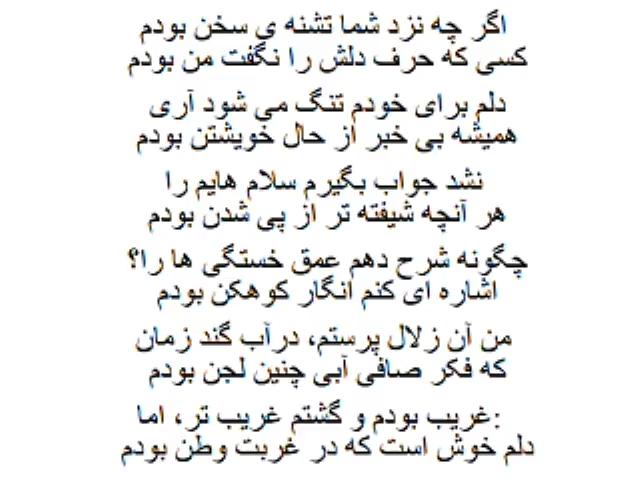 اگر چه نزد شما تشنه ی سخن بودم
کسی که حرف دلش را نگفت من بودم
دلم برای خودم تنگ می شود آری
همیشه بی خبر از حال خویشتن بودم
نشد جواب بگیرم سلام هایم را
هر آنچه شیفته تر از پی شدن بودم
چگونه شرح دهم عمق خستگی ها را؟
اشاره ای کنم انگار کوهکن بودم
من آن زلال پرستم، درآب گند زمان
که فکر صافی آبی چنین لجن بودم
:غریب بودم و گشتم غریب تر، اما
دلم خوش است که در غربت وطن بودم